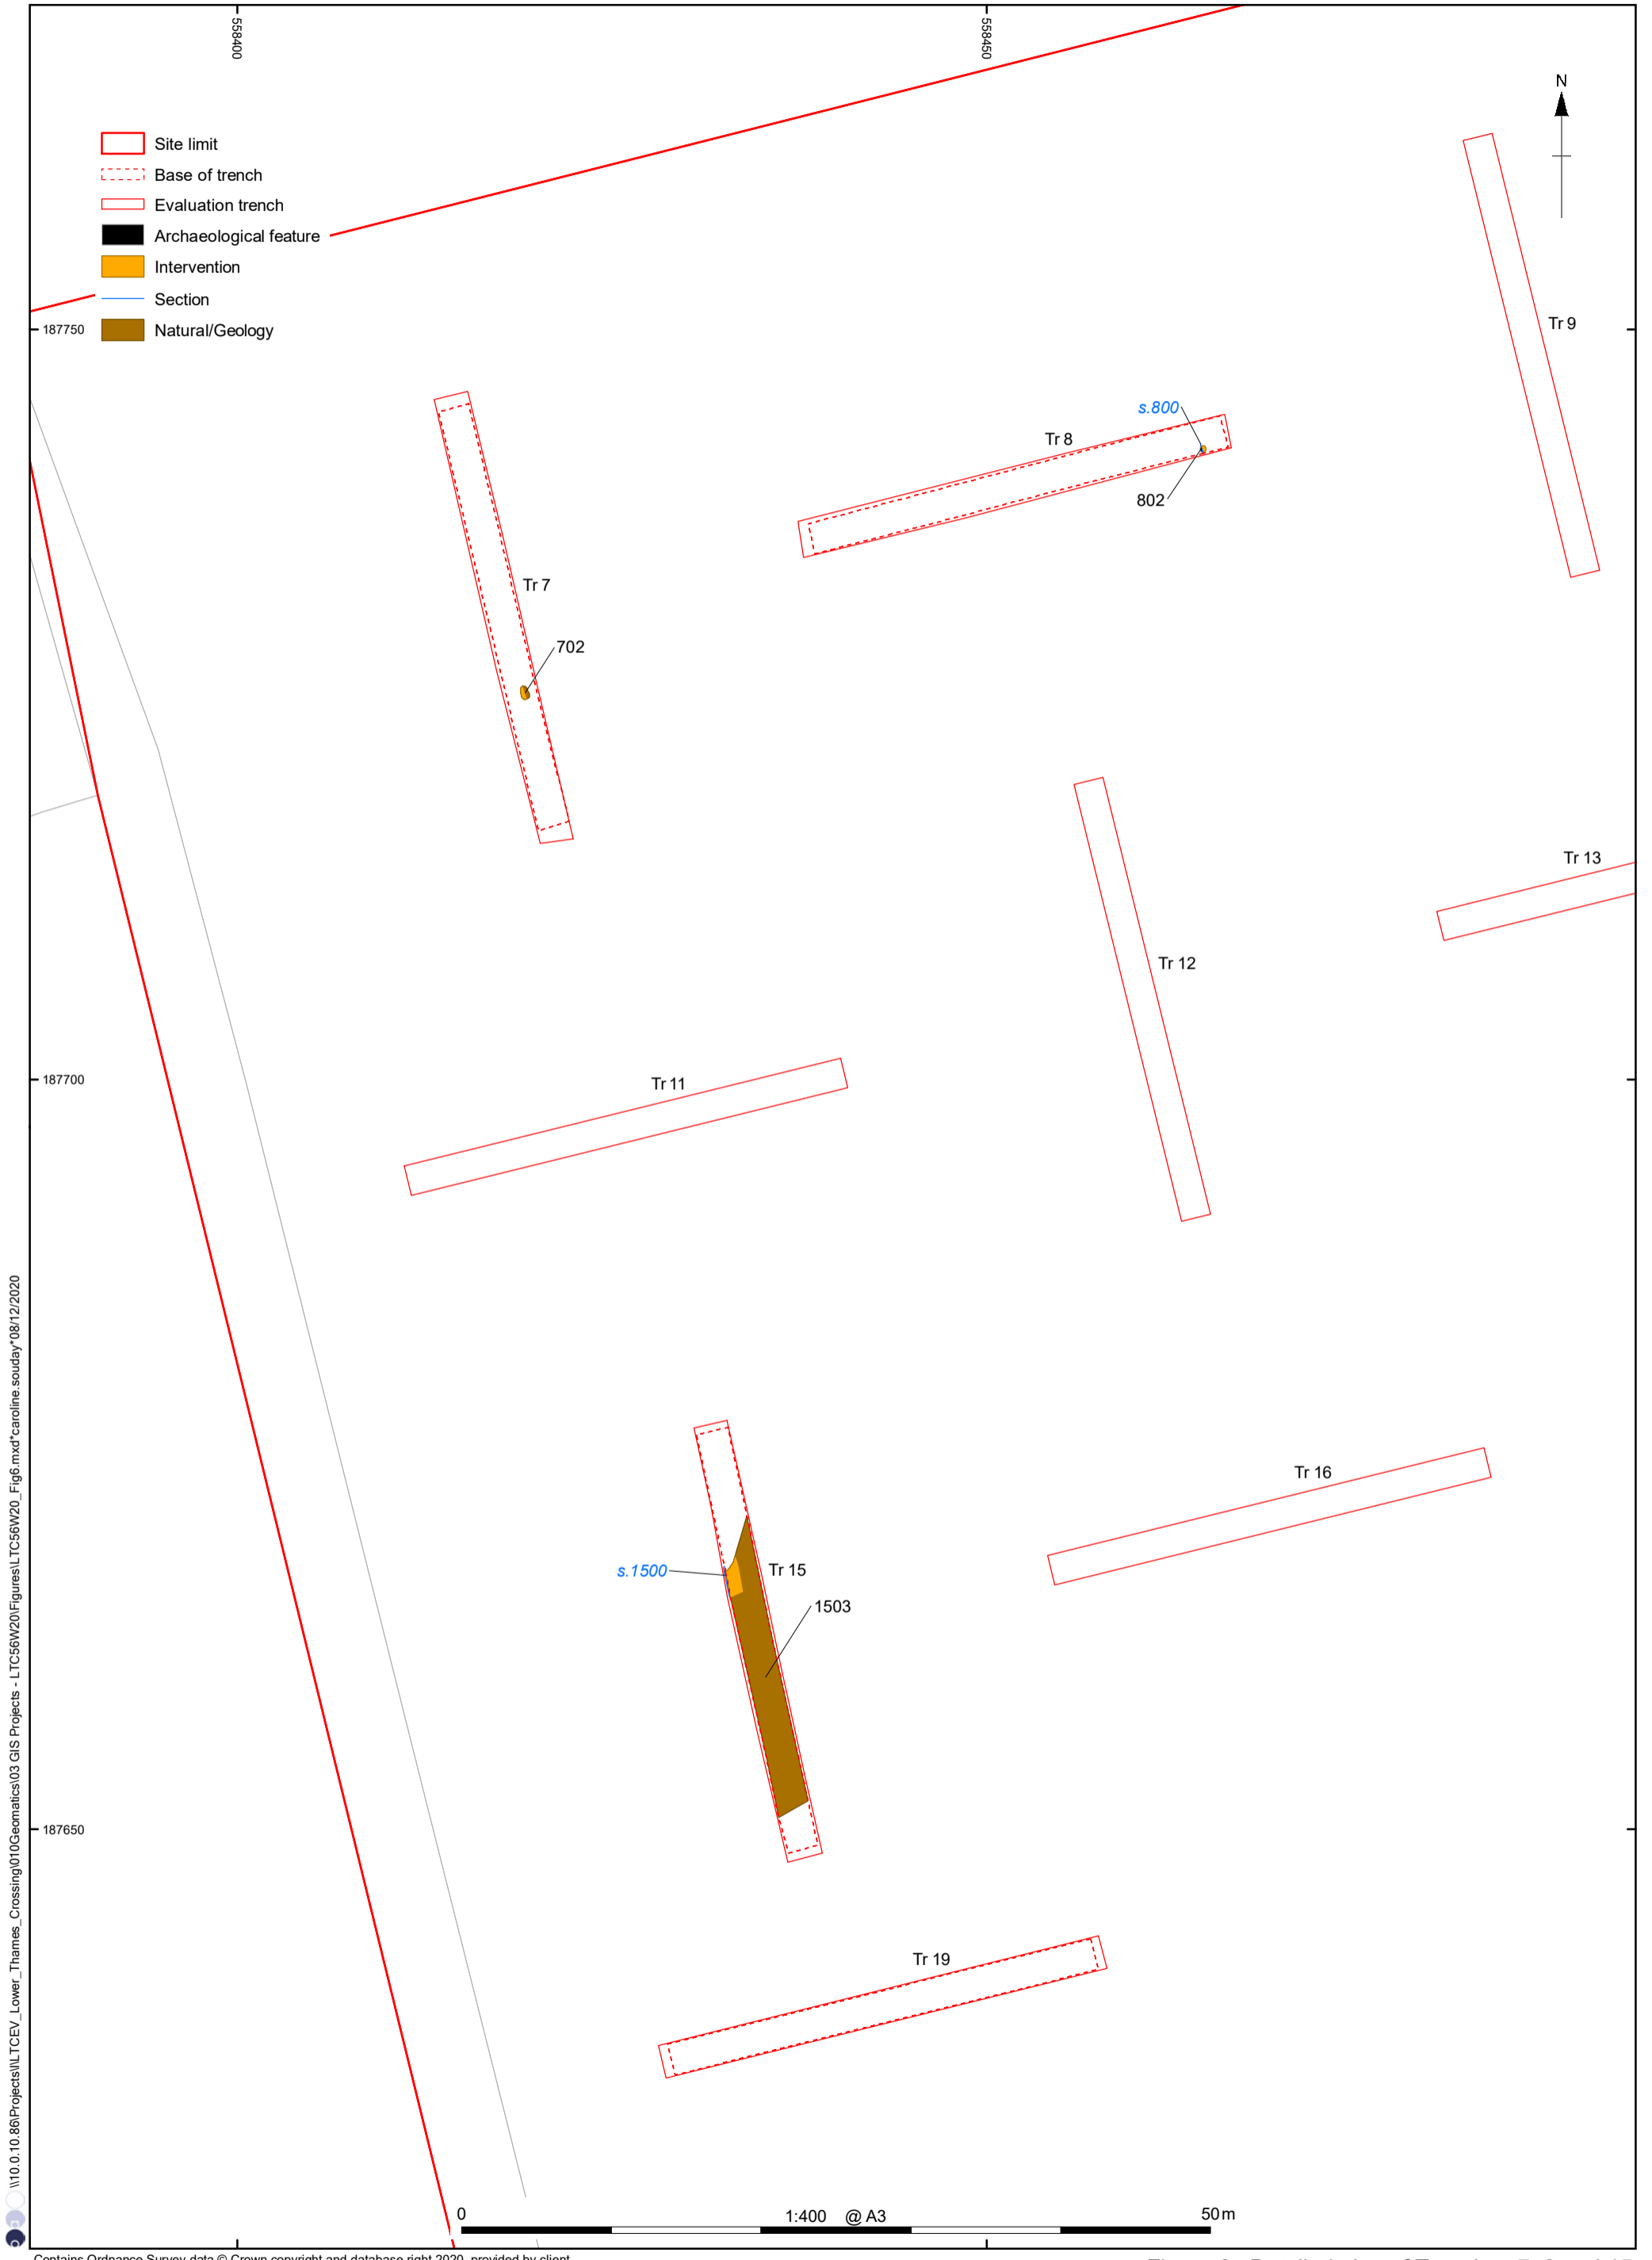 558400
558450
N
Site limit
Base of trench
Evaluation trench
Archaeological feature
Intervention
Section
Natural/Geology
187750
Tr 9
s.800
Tr 8
802
Tr 7
702
Tr 13
Tr 12
187700
Tr 11
Tr 16
s.1500
Tr 15
1503
187650
Tr 19
0
1:400 @ A3
50 m
\\10.0.10.86\Projects\l\LTCEV_Lower_Thames_Crossing\010Geomatics\03 GIS Projects - LTC56W20\Figures\LTC56W20_Fig6.mxd*caroline.souday*08/12/2020
Contains Ordnance Survey data © Crown copyright and database right 2020, provided by client